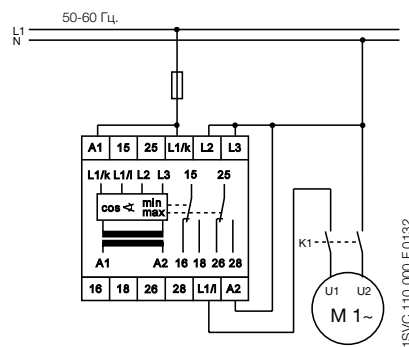 50-60 Гц.
L1
N
A1 15 25 L1/k L2 L3
L1/k L1/l L2 L3 15 25
cos ∢ min
max
A1 A2 16 18 26 28
16 18 26 28 L1/l A2
K1
U1 U2
M 1~
1SVC 110 000 F 0132